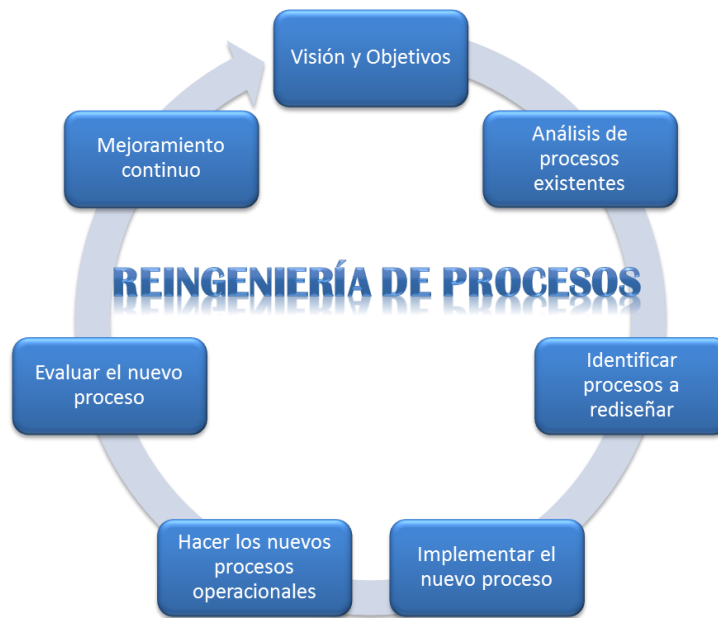 Visión y Objetivos
Análisis de
procesos
existentes
Identificar
procesos a
rediseñar
Implementar el
nuevo proceso
Hacer los nuevos
procesos
operacionales
Evaluar el nuevo
proceso
Mejoramiento
continuo
REINGENIERÍA DE PROCESOS